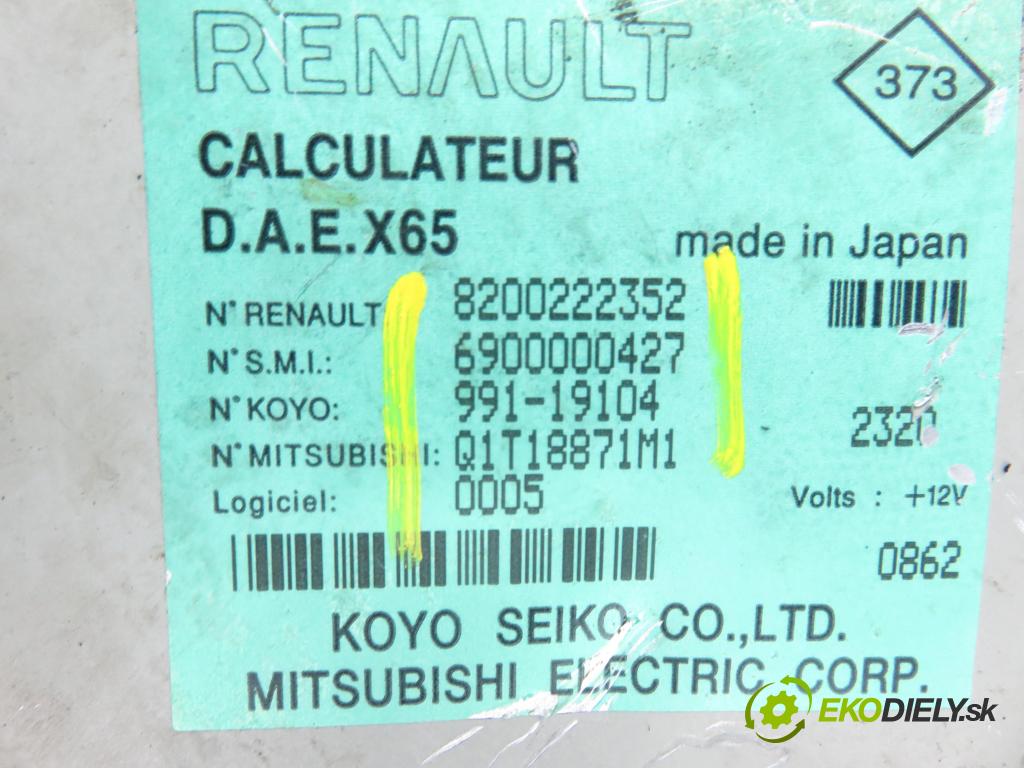 RENAULT
373
CALCULATEUR
D.A.E.X65
made in Japan
N° RENAULT 8200222352
N° S.M.I.: 6900000427
N° KOYO: 991-19104
2320
N° MITSUBISHI: Q1T18871M1
Logiciel: 0005
Volts : +12V
0862
KOYO SEIKO CO.,LTD.
MITSUBISHI ELECTRIC CORP.
EKODIELY.sk